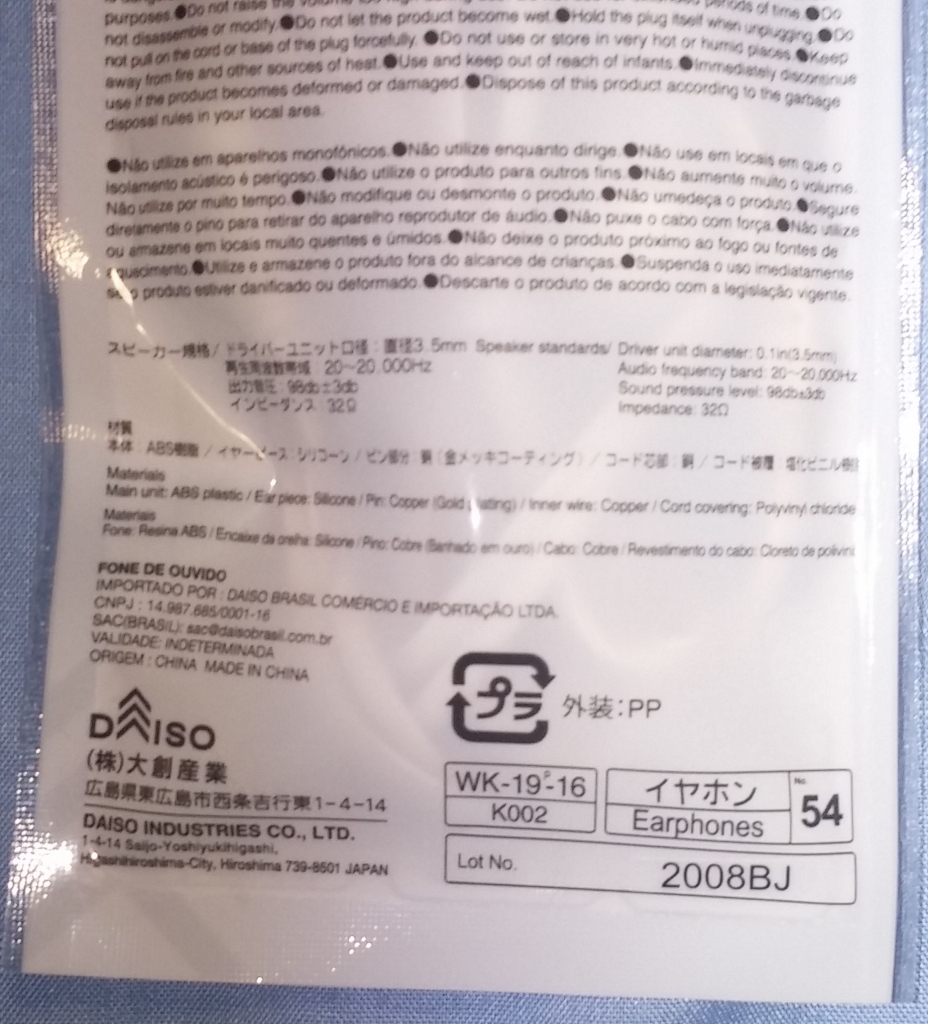 purposes.●Do not raise the volume too high periods of time.●Do
not disassemble or modify.●Do not let the product become wet.●Hold the plug itself when unplugging.●Do
not pull on the cord or base of the plug forcefully. ●Do not use or store in very hot or humid places.●Keep
away from fire and other sources of heat.●Use and keep out of reach of infants.●Immediately discontinue
use if the product becomes deformed or damaged.●Dispose of this product according to the garbage
disposal rules in your local area.
●Não utilize em aparelhos monofónicos.●Não utilize enquanto dirige.●Não use em locais em que o
isolamento acústico é perigoso.●Não utilize o produto para outros fins.●Não aumente muito o volume.
Não utilize por muito tempo.●Não modifique ou desmonte o produto.●Não umedeça o produto.●Segure
diretamente o pino para retirar do aparelho reprodutor de áudio.●Não puxe o cabo com força.●Não utilize
ou armazene em locais muito quentes e úmidos.●Não deixe o produto próximo ao fogo ou fontes de
aquecimento.●Utilize e armazene o produto fora do alcance de crianças.●Suspenda o uso imediatamente
se o produto estiver danificado ou deformado.●Descarte o produto de acordo com a legislação vigente.
スピーカー規格/ドライバーユニット口径:直径3.5mm Speaker standards/ Driver unit diameter: 0.1in(3.5mm)
再生周波数帯域:20~20.000Hz Audio frequency band: 20~20.000Hz
出力音圧:98db±3db Sound pressure level: 98db±3db
インピーダンス:32Ω Impedance: 32Ω
材質
本体:ABS樹脂/イヤーピース:シリコーン/ピン部分:銅(金メッキコーティング)/コード芯部:銅/コード被覆:塩化ビニル樹脂
Materials
Main unit: ABS plastic / Ear piece: Silicone / Pin: Copper (Gold plating) / Inner wire: Copper / Cord covering: Polyvinyl chloride
Materiais
Fone: Resina ABS / Encaixe da orelha: Silicone / Pino: Cobre (Banhado em ouro) / Cabo: Cobre / Revestimento do cabo: Cloreto de polivini
FONE DE OUVIDO
IMPORTADO POR : DAISO BRASIL COMÉRCIO E IMPORTAÇÃO LTDA.
CNPJ : 14.987.685/0001-16
SAC(BRASIL): sac@daisobrasil.com.br
VALIDADE: INDETERMINADA
ORIGEM : CHINA MADE IN CHINA
DAISO
(株)大創産業
広島県東広島市西条吉行東1-4-14
DAISO INDUSTRIES CO., LTD.
1-4-14 Saijo-Yoshiyukihigashi,
Higashihiroshima-City, Hiroshima 739-8501 JAPAN
プラ 外装:PP
WK-19-P-16
K002
イヤホン
Earphones
No. 54
Lot No. 2008BJ